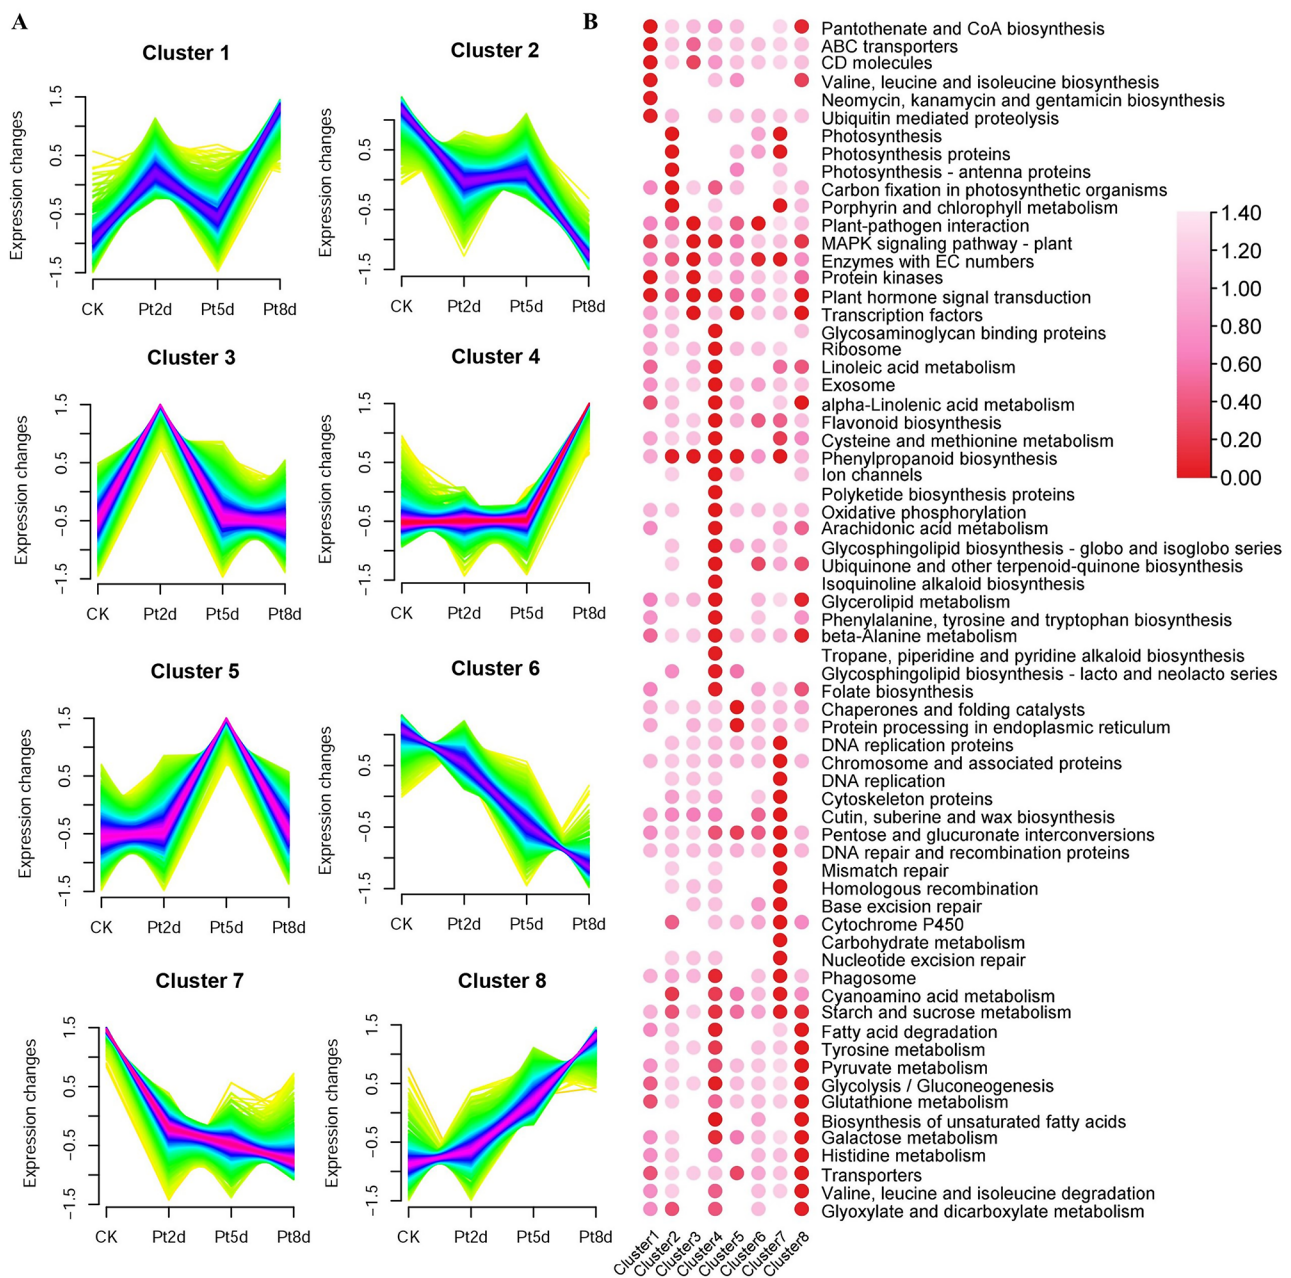 A
B
Cluster 1
Expression changes
1.5
0.5
−0.5
−1.5
CK
Pt2d
Pt5d
Pt8d
Cluster 2
Expression changes
0.5
−0.5
−1.5
CK
Pt2d
Pt5d
Pt8d
Cluster 3
Expression changes
1.5
0.5
−0.5
−1.5
CK
Pt2d
Pt5d
Pt8d
Cluster 4
Expression changes
1.5
0.5
−0.5
−1.5
CK
Pt2d
Pt5d
Pt8d
Cluster 5
Expression changes
1.5
0.5
−0.5
−1.5
CK
Pt2d
Pt5d
Pt8d
Cluster 6
Expression changes
0.5
−0.5
−1.5
CK
Pt2d
Pt5d
Pt8d
Cluster 7
Expression changes
1.5
0.5
−0.5
−1.5
CK
Pt2d
Pt5d
Pt8d
Cluster 8
Expression changes
1.5
0.5
−0.5
−1.5
CK
Pt2d
Pt5d
Pt8d
Pantothenate and CoA biosynthesis
ABC transporters
CD molecules
Valine, leucine and isoleucine biosynthesis
Neomycin, kanamycin and gentamicin biosynthesis
Ubiquitin mediated proteolysis
Photosynthesis
Photosynthesis proteins
Photosynthesis - antenna proteins
Carbon fixation in photosynthetic organisms
Porphyrin and chlorophyll metabolism
Plant-pathogen interaction
MAPK signaling pathway - plant
Enzymes with EC numbers
Protein kinases
Plant hormone signal transduction
Transcription factors
Glycosaminoglycan binding proteins
Ribosome
Linoleic acid metabolism
Exosome
alpha-Linolenic acid metabolism
Flavonoid biosynthesis
Cysteine and methionine metabolism
Phenylpropanoid biosynthesis
Ion channels
Polyketide biosynthesis proteins
Oxidative phosphorylation
Arachidonic acid metabolism
Glycosphingolipid biosynthesis - globo and isoglobo series
Ubiquinone and other terpenoid-quinone biosynthesis
Isoquinoline alkaloid biosynthesis
Glycerolipid metabolism
Phenylalanine, tyrosine and tryptophan biosynthesis
beta-Alanine metabolism
Tropane, piperidine and pyridine alkaloid biosynthesis
Glycosphingolipid biosynthesis - lacto and neolacto series
Folate biosynthesis
Chaperones and folding catalysts
Protein processing in endoplasmic reticulum
DNA replication proteins
Chromosome and associated proteins
DNA replication
Cytoskeleton proteins
Cutin, suberine and wax biosynthesis
Pentose and glucuronate interconversions
DNA repair and recombination proteins
Mismatch repair
Homologous recombination
Base excision repair
Cytochrome P450
Carbohydrate metabolism
Nucleotide excision repair
Phagosome
Cyanoamino acid metabolism
Starch and sucrose metabolism
Fatty acid degradation
Tyrosine metabolism
Pyruvate metabolism
Glycolysis / Gluconeogenesis
Glutathione metabolism
Biosynthesis of unsaturated fatty acids
Galactose metabolism
Histidine metabolism
Transporters
Valine, leucine and isoleucine degradation
Glyoxylate and dicarboxylate metabolism
Cluster1
Cluster2
Cluster3
Cluster4
Cluster5
Cluster6
Cluster7
Cluster8
1.40
1.20
1.00
0.80
0.60
0.40
0.20
0.00